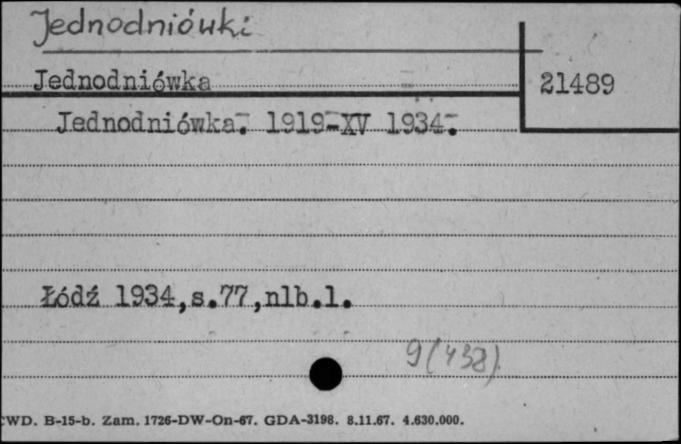 Jednodniówki
Jednodniówka
21489
Jednodniówka. 1919-XV 1934.
Łódź 1934,s.77,nlb.1.
9(438)
CWD. B-15-b. Zam. 1726-DW-On-67. GDA-3198. 8.11.67. 4.630.000.